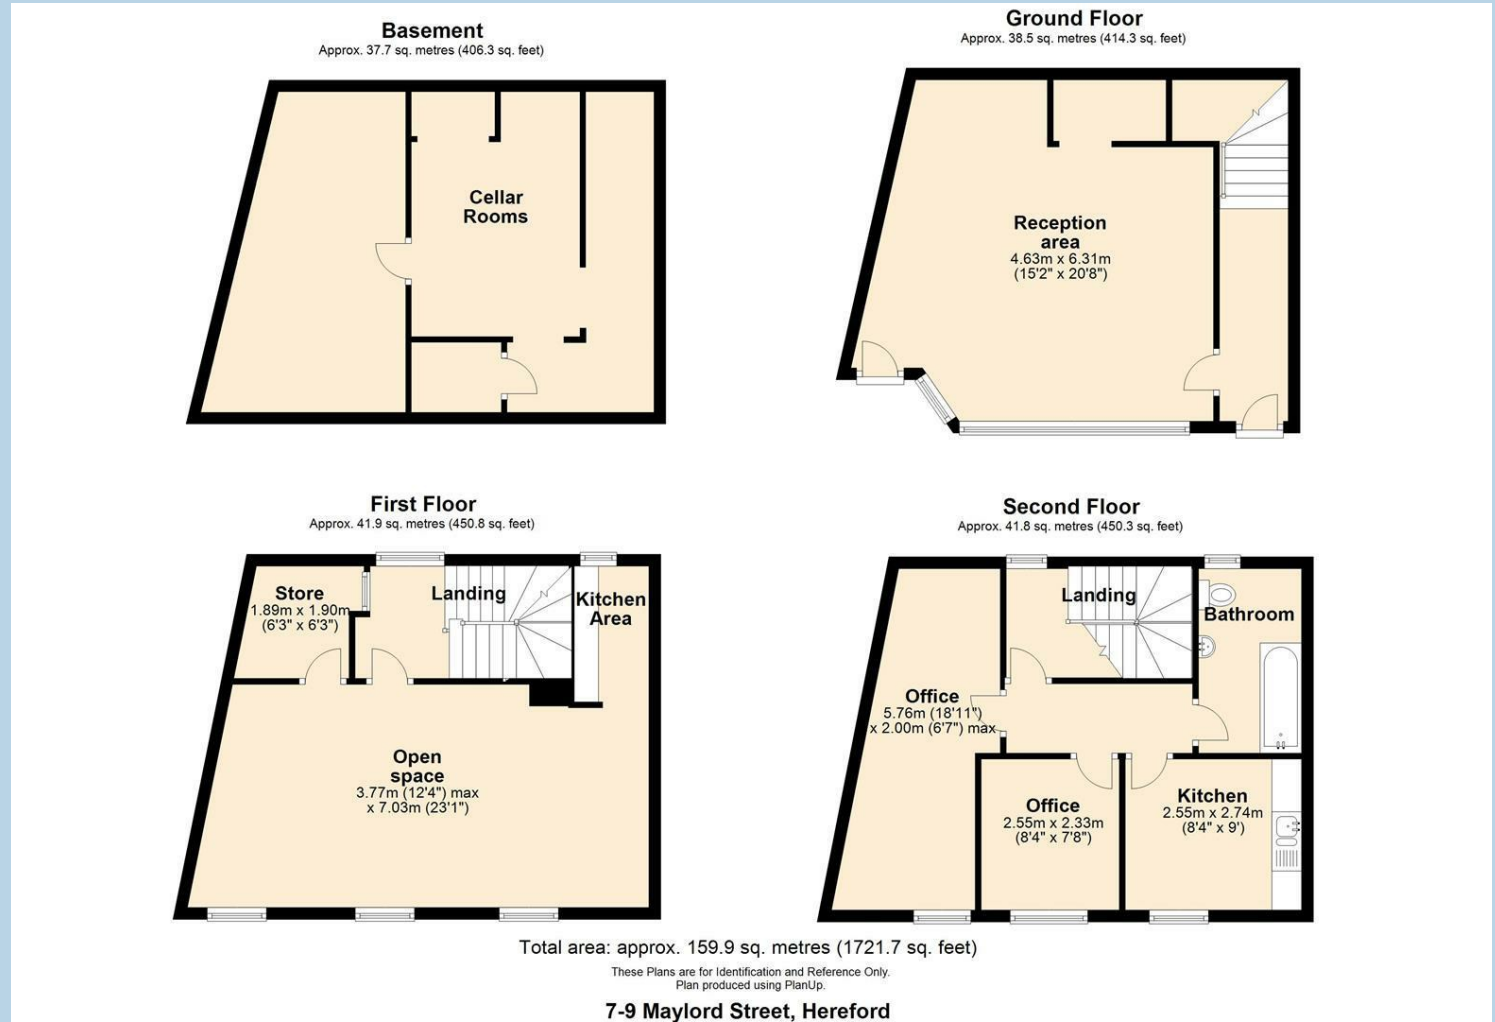 Basement
Approx. 37.7 sq. metres (406.3 sq. feet)
Cellar
Rooms
Ground Floor
Approx. 38.5 sq. metres (414.3 sq. feet)
Reception
area
4.63m x 6.31m
(15'2" x 20'8")
First Floor
Approx. 41.9 sq. metres (450.8 sq. feet)
Store
1.89m x 1.90m
(6'3" x 6'3")
Landing
Kitchen
Area
Open
space
3.77m (12'4") max
x 7.03m (23'1")
Second Floor
Approx. 41.8 sq. metres (450.3 sq. feet)
Landing
Bathroom
Office
5.76m (18'11")
x 2.00m (6'7") max
Office
2.55m x 2.33m
(8'4" x 7'8")
Kitchen
2.55m x 2.74m
(8'4" x 9')
Total area: approx. 159.9 sq. metres (1721.7 sq. feet)
These Plans are for Identification and Reference Only.
Plan produced using PlanUp.
7-9 Maylord Street, Hereford